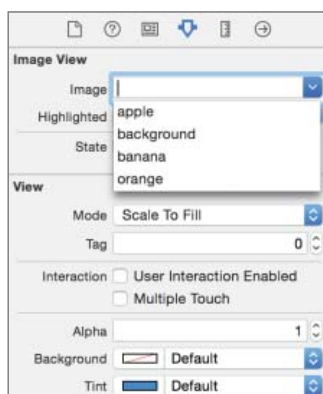 Image View
Image
apple
Highlighted
background
State
banana
orange
View
Mode Scale To Fill
Tag 0
Interaction User Interaction Enabled
Multiple Touch
Alpha 1
Background Default
Tint Default